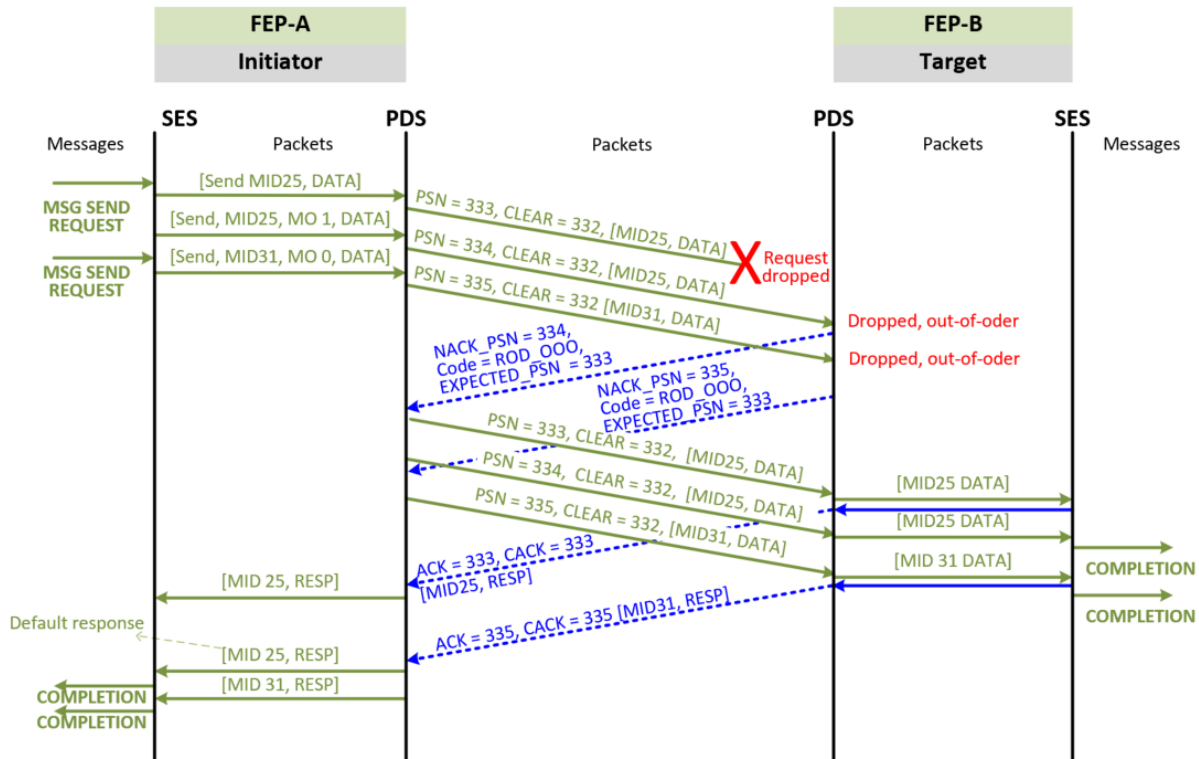 FEP-A
Initiator
FEP-B
Target
SES
PDS
PDS
SES
Messages
Packets
Packets
Packets
Messages
[Send MID25, DATA]
MSG SEND
REQUEST
[Send, MID25, MO 1, DATA]
[Send, MID31, MO 0, DATA]
MSG SEND
REQUEST
PSN = 333, CLEAR = 332, [MID25, DATA]
X
Request
dropped
PSN = 334, CLEAR = 332, [MID25, DATA]
PSN = 335, CLEAR = 332 [MID31, DATA]
Dropped, out-of-oder
Dropped, out-of-oder
NACK_PSN = 334,
Code = ROD_OOO,
EXPECTED_PSN = 333
NACK_PSN = 335,
Code = ROD_OOO,
EXPECTED_PSN = 333
PSN = 333, CLEAR = 332, [MID25, DATA]
PSN = 334, CLEAR = 332, [MID25, DATA]
PSN = 335, CLEAR = 332, [MID31, DATA]
[MID25 DATA]
[MID25 DATA]
[MID 31 DATA]
COMPLETION
COMPLETION
ACK = 333, CACK = 333
[MID25, RESP]
[MID 25, RESP]
ACK = 335, CACK = 335 [MID31, RESP]
Default response
[MID 25, RESP]
[MID 31, RESP]
COMPLETION
COMPLETION